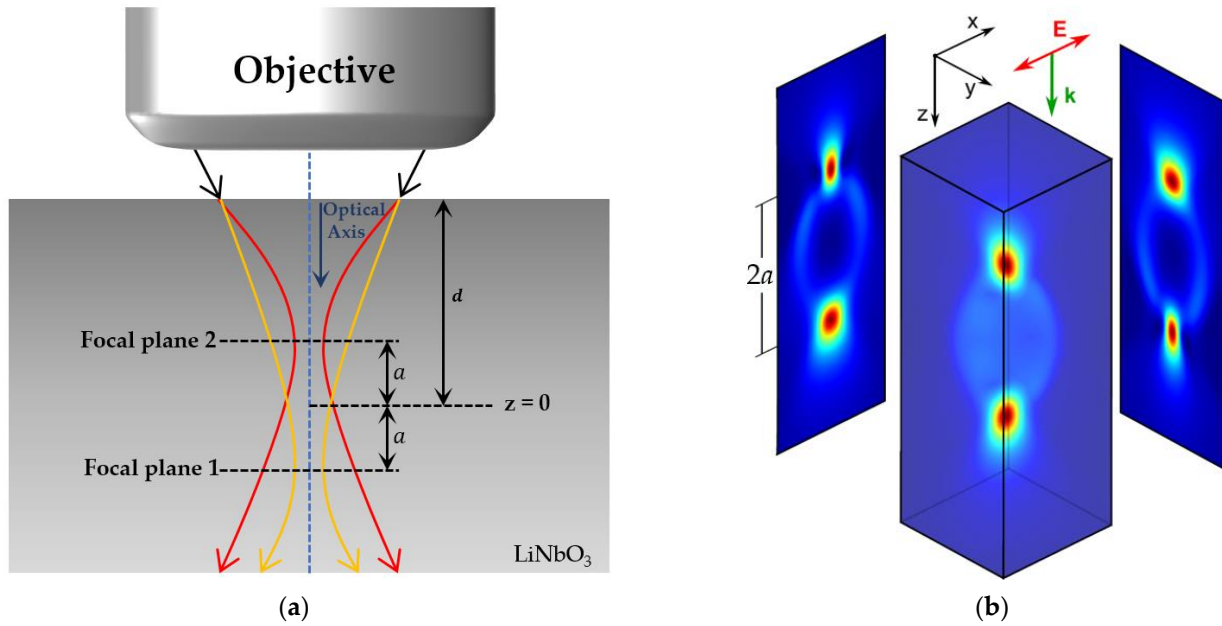 Objective
Optical
Axis
d
Focal plane 2
a
z = 0
a
Focal plane 1
LiNbO₃
(a)
x
E
y
z
k
2a
(b)